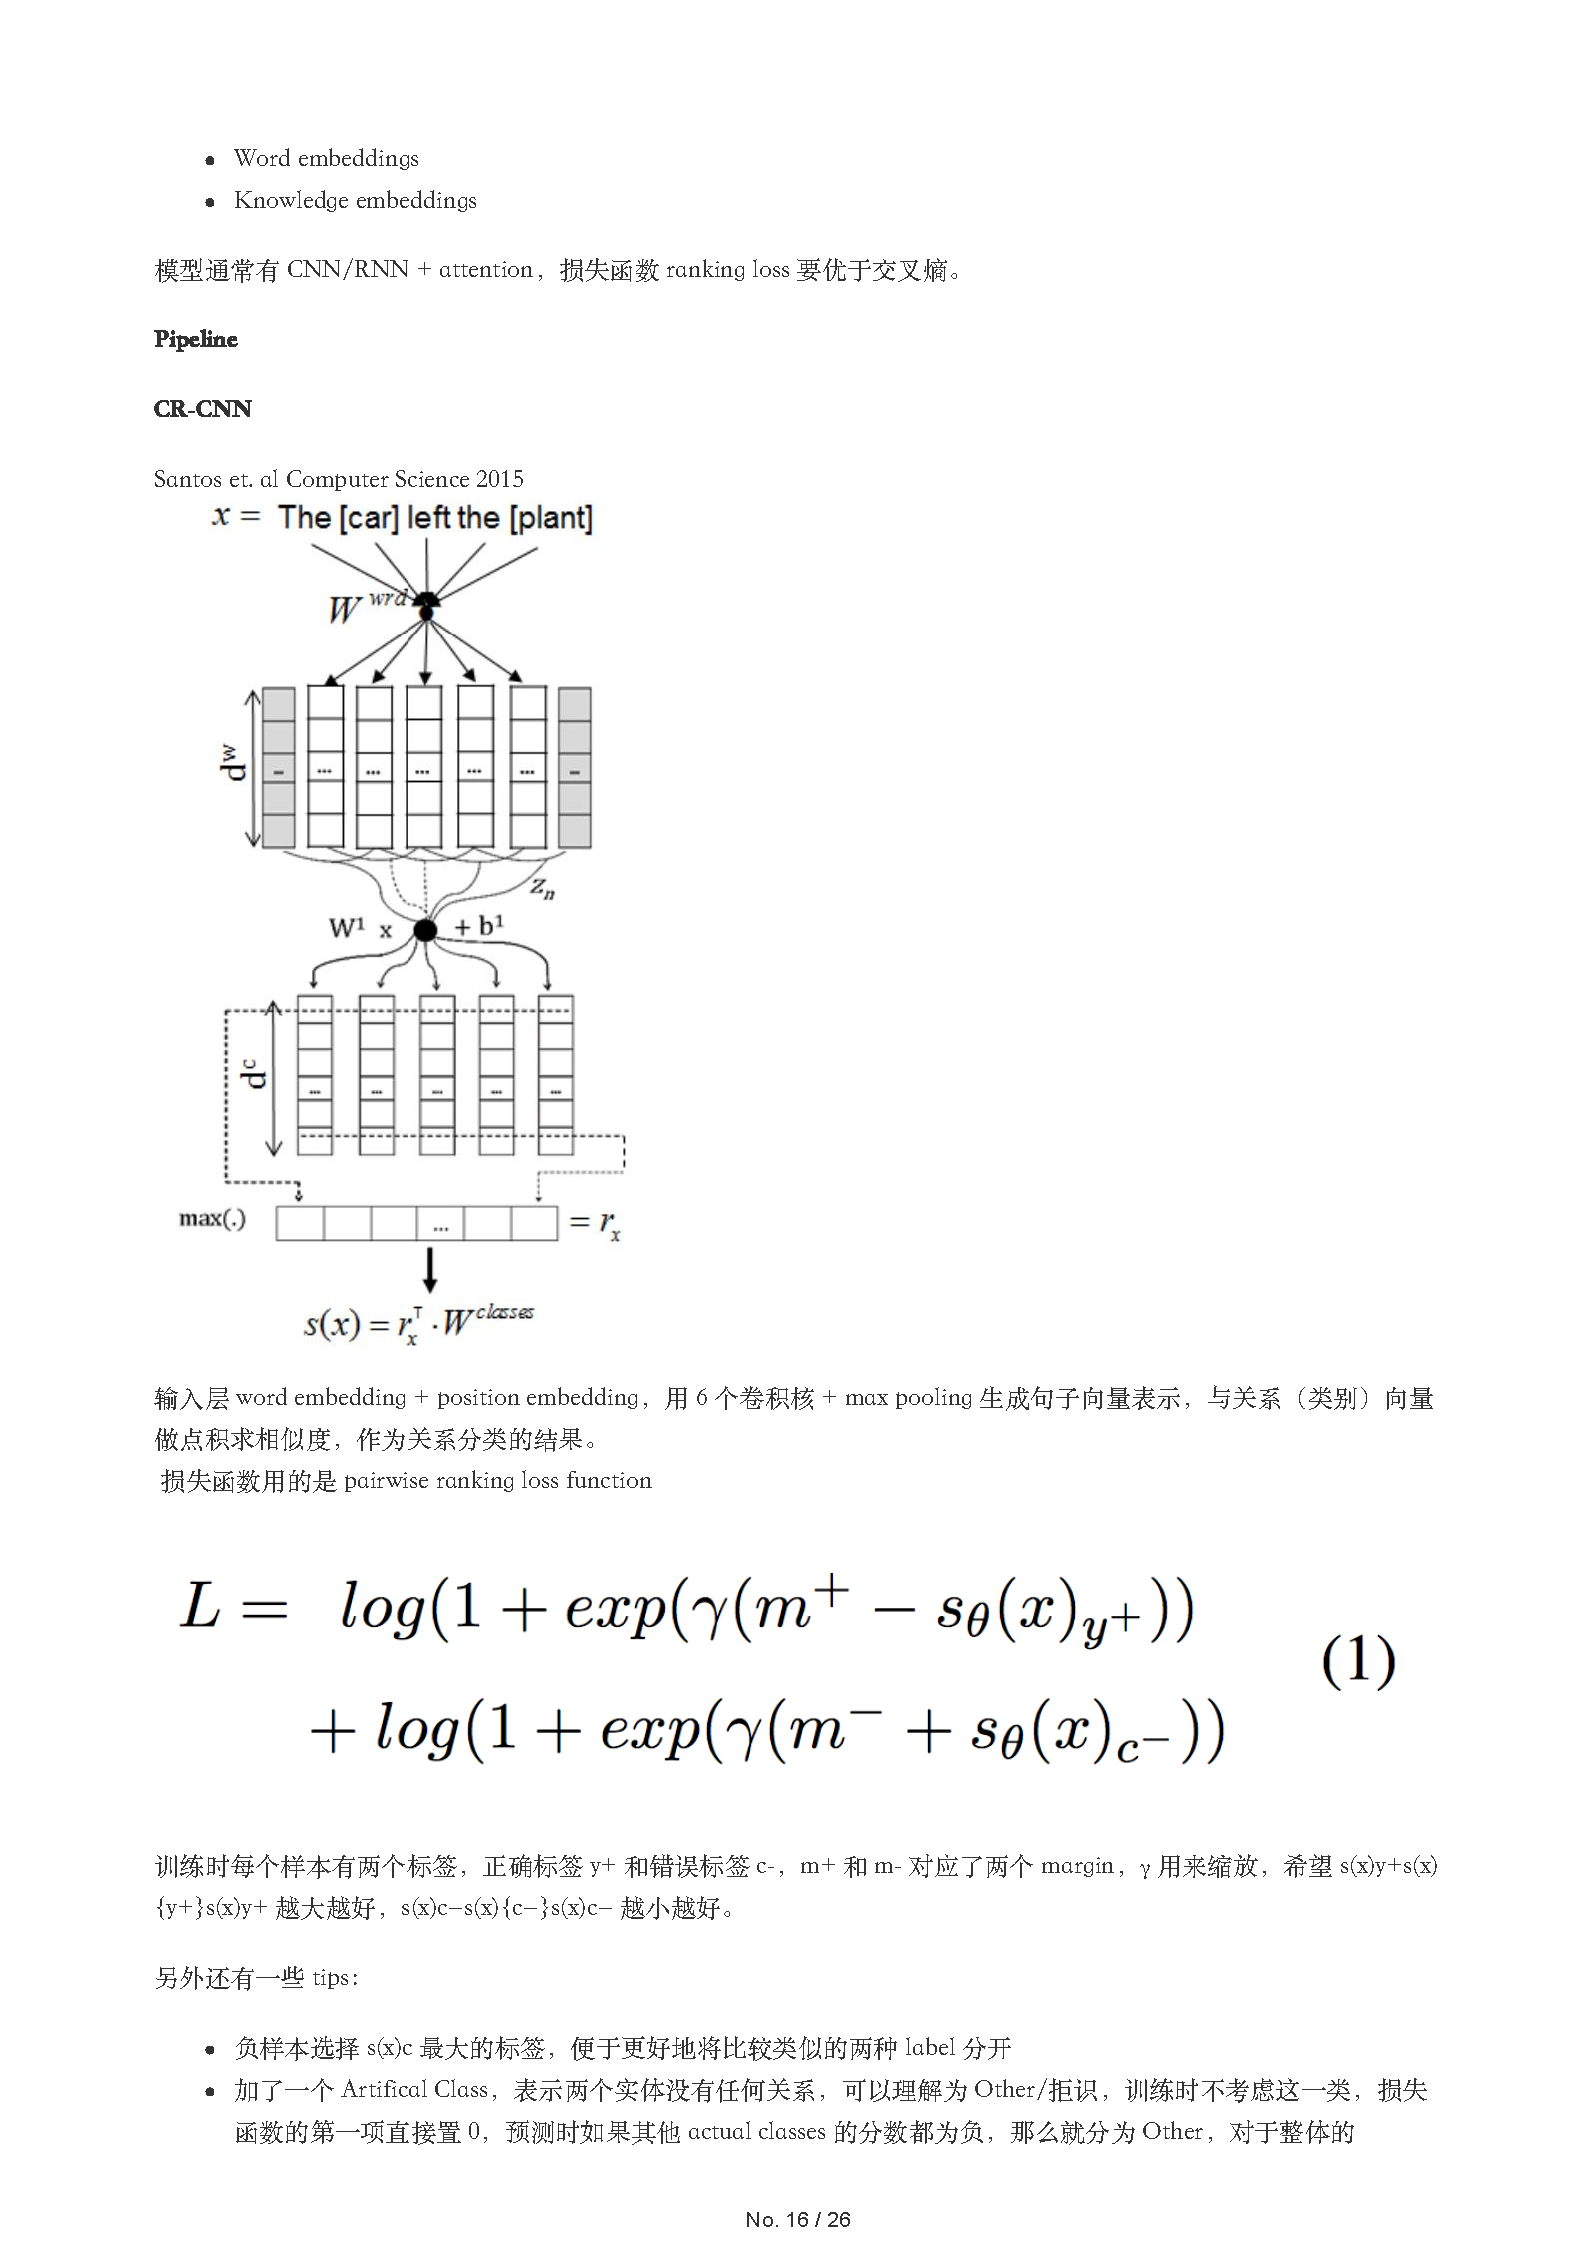 • Word embeddings
• Knowledge embeddings
模型通常有 CNN/RNN + attention，损失函数 ranking loss 要优于交叉熵。
Pipeline
CR-CNN
Santos et. al Computer Science 2015
x = The [car] left the [plant]
W^wrd
d^w
... ... ... ... ...
z_n
W¹ x + b¹
d^c
... ... ... ... ...
max(.) ... = r_x
s(x) = r_x^T · W^classes
输入层 word embedding + position embedding，用 6 个卷积核 + max pooling 生成句子向量表示，与关系（类别）向量
做点积求相似度，作为关系分类的结果。
损失函数用的是 pairwise ranking loss function
L = log(1 + exp(γ(m⁺ − s_θ(x)_{y⁺}))
+ log(1 + exp(γ(m⁻ + s_θ(x)_{c⁻}))
(1)
训练时每个样本有两个标签，正确标签 y+ 和错误标签 c-，m+ 和 m- 对应了两个 margin，γ 用来缩放，希望 s(x)y+s(x)
{y+}s(x)y+ 越大越好，s(x)c−s(x){c−}s(x)c− 越小越好。
另外还有一些 tips：
• 负样本选择 s(x)c 最大的标签，便于更好地将比较类似的两种 label 分开
• 加了一个 Artifical Class，表示两个实体没有任何关系，可以理解为 Other/拒识，训练时不考虑这一类，损失
函数的第一项直接置 0，预测时如果其他 actual classes 的分数都为负，那么就分为 Other，对于整体的
No. 16 / 26